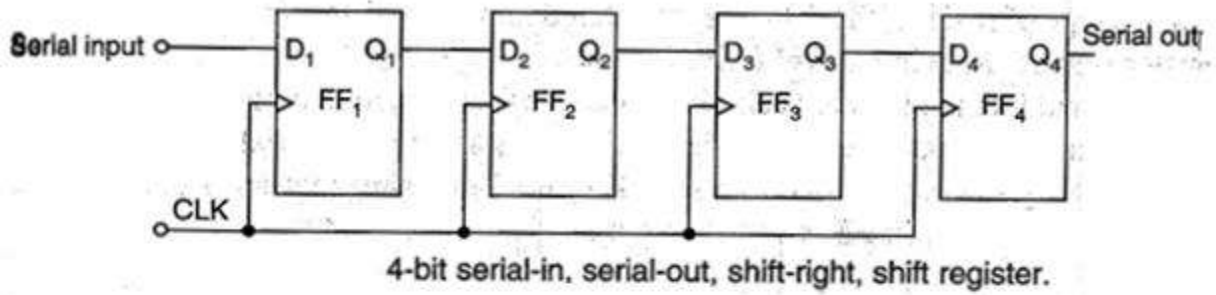 Serial input
D₁ Q₁ D₂ Q₂ D₃ Q₃ D₄ Q₄ Serial out
FF₁ FF₂ FF₃ FF₄
CLK
4-bit serial-in, serial-out, shift-right, shift register.